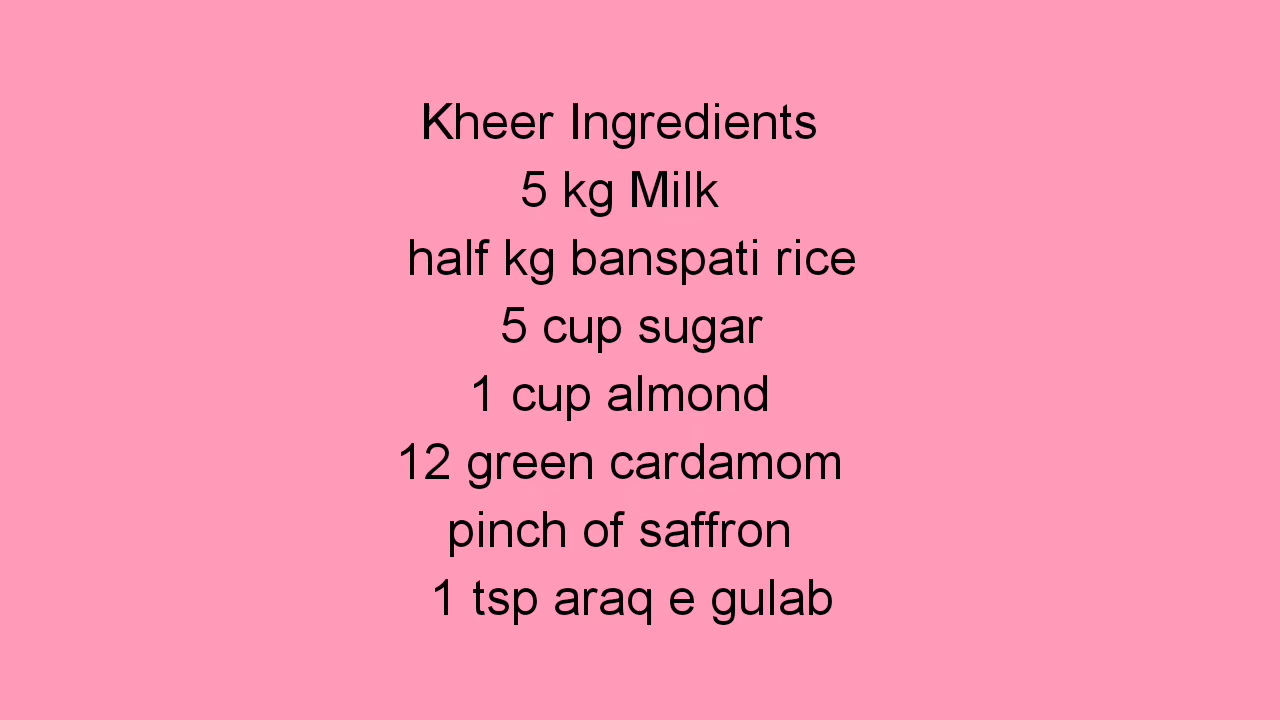 Kheer Ingredients
5 kg Milk
half kg banspati rice
5 cup sugar
1 cup almond
12 green cardamom
pinch of saffron
1 tsp araq e gulab